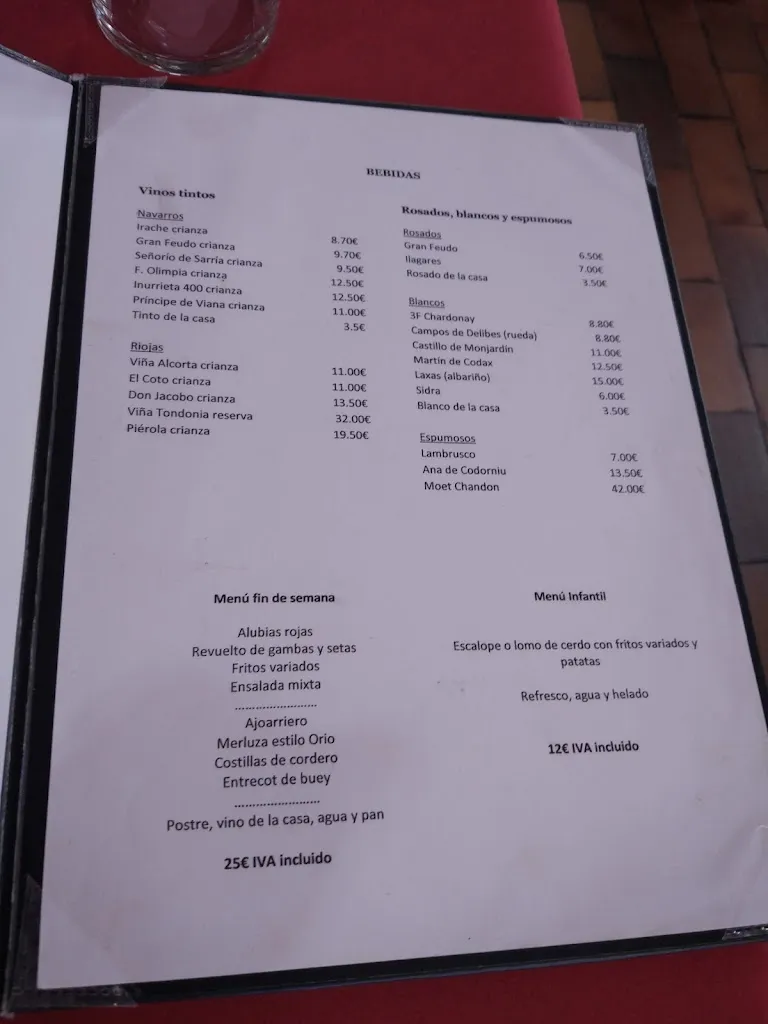 BEBIDAS
Vinos tintos
Navarros
Irache crianza 8.70€
Gran Feudo crianza 9.70€
Señorío de Sarría crianza 9.50€
F. Olimpia crianza 12.50€
Inurrieta 400 crianza 12.50€
Príncipe de Viana crianza 11.00€
Tinto de la casa 3.5€
Riojas
Viña Alcorta crianza 11.00€
El Coto crianza 11.00€
Don Jacobo crianza 13.50€
Viña Tondonia reserva 32.00€
Piérola crianza 19.50€
Rosados, blancos y espumosos
Rosados
Gran Feudo 6.50€
llagares 7.00€
Rosado de la casa 3.50€
Blancos
3F Chardonay 8.80€
Campos de Delibes (rueda) 8.80€
Castillo de Monjardin 11.00€
Martin de Codax 12.50€
Laxas (albariño) 15.00€
Sidra 6.00€
Blanco de la casa 3.50€
Espumosos
Lambrusco 7.00€
Ana de Codorniu 13.50€
Moet Chandon 42.00€
Menú fin de semana
Alubias rojas
Revuelto de gambas y setas
Fritos variados
Ensalada mixta
........................
Ajoarriero
Merluza estilo Orio
Costillas de cordero
Entrecot de buey
........................
Postre, vino de la casa, agua y pan
25€ IVA incluido
Menú Infantil
Escalope o lomo de cerdo con fritos variados y
patatas
Refresco, agua y helado
12€ IVA incluido